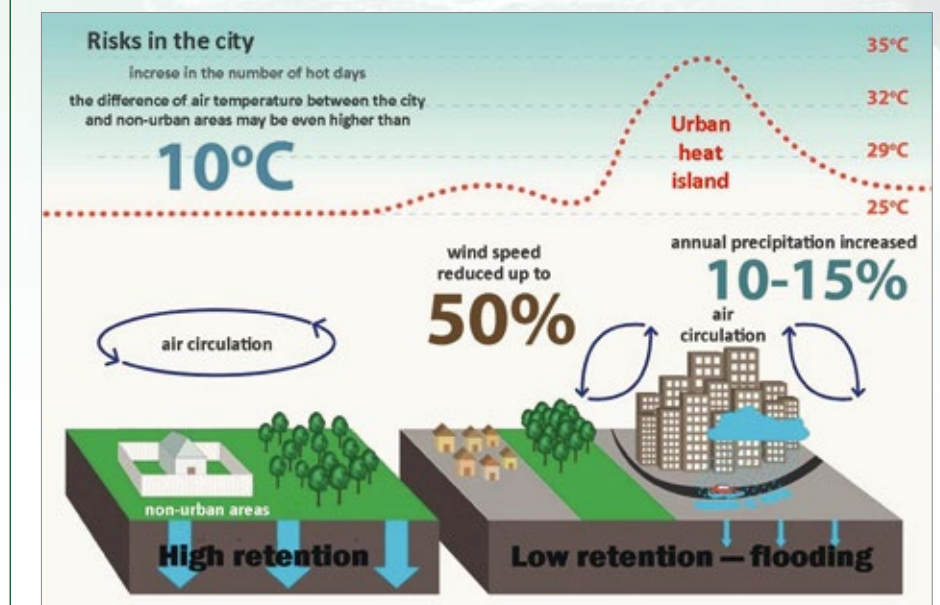 Risks in the city
increse in the number of hot days
the difference of air temperature between the city
and non-urban areas may be even higher than
10°C
35°C
32°C
29°C
25°C
Urban
heat
island
wind speed
reduced up to
50%
annual precipitation increased
10-15%
air
circulation
air circulation
non-urban areas
High retention
Low retention — flooding